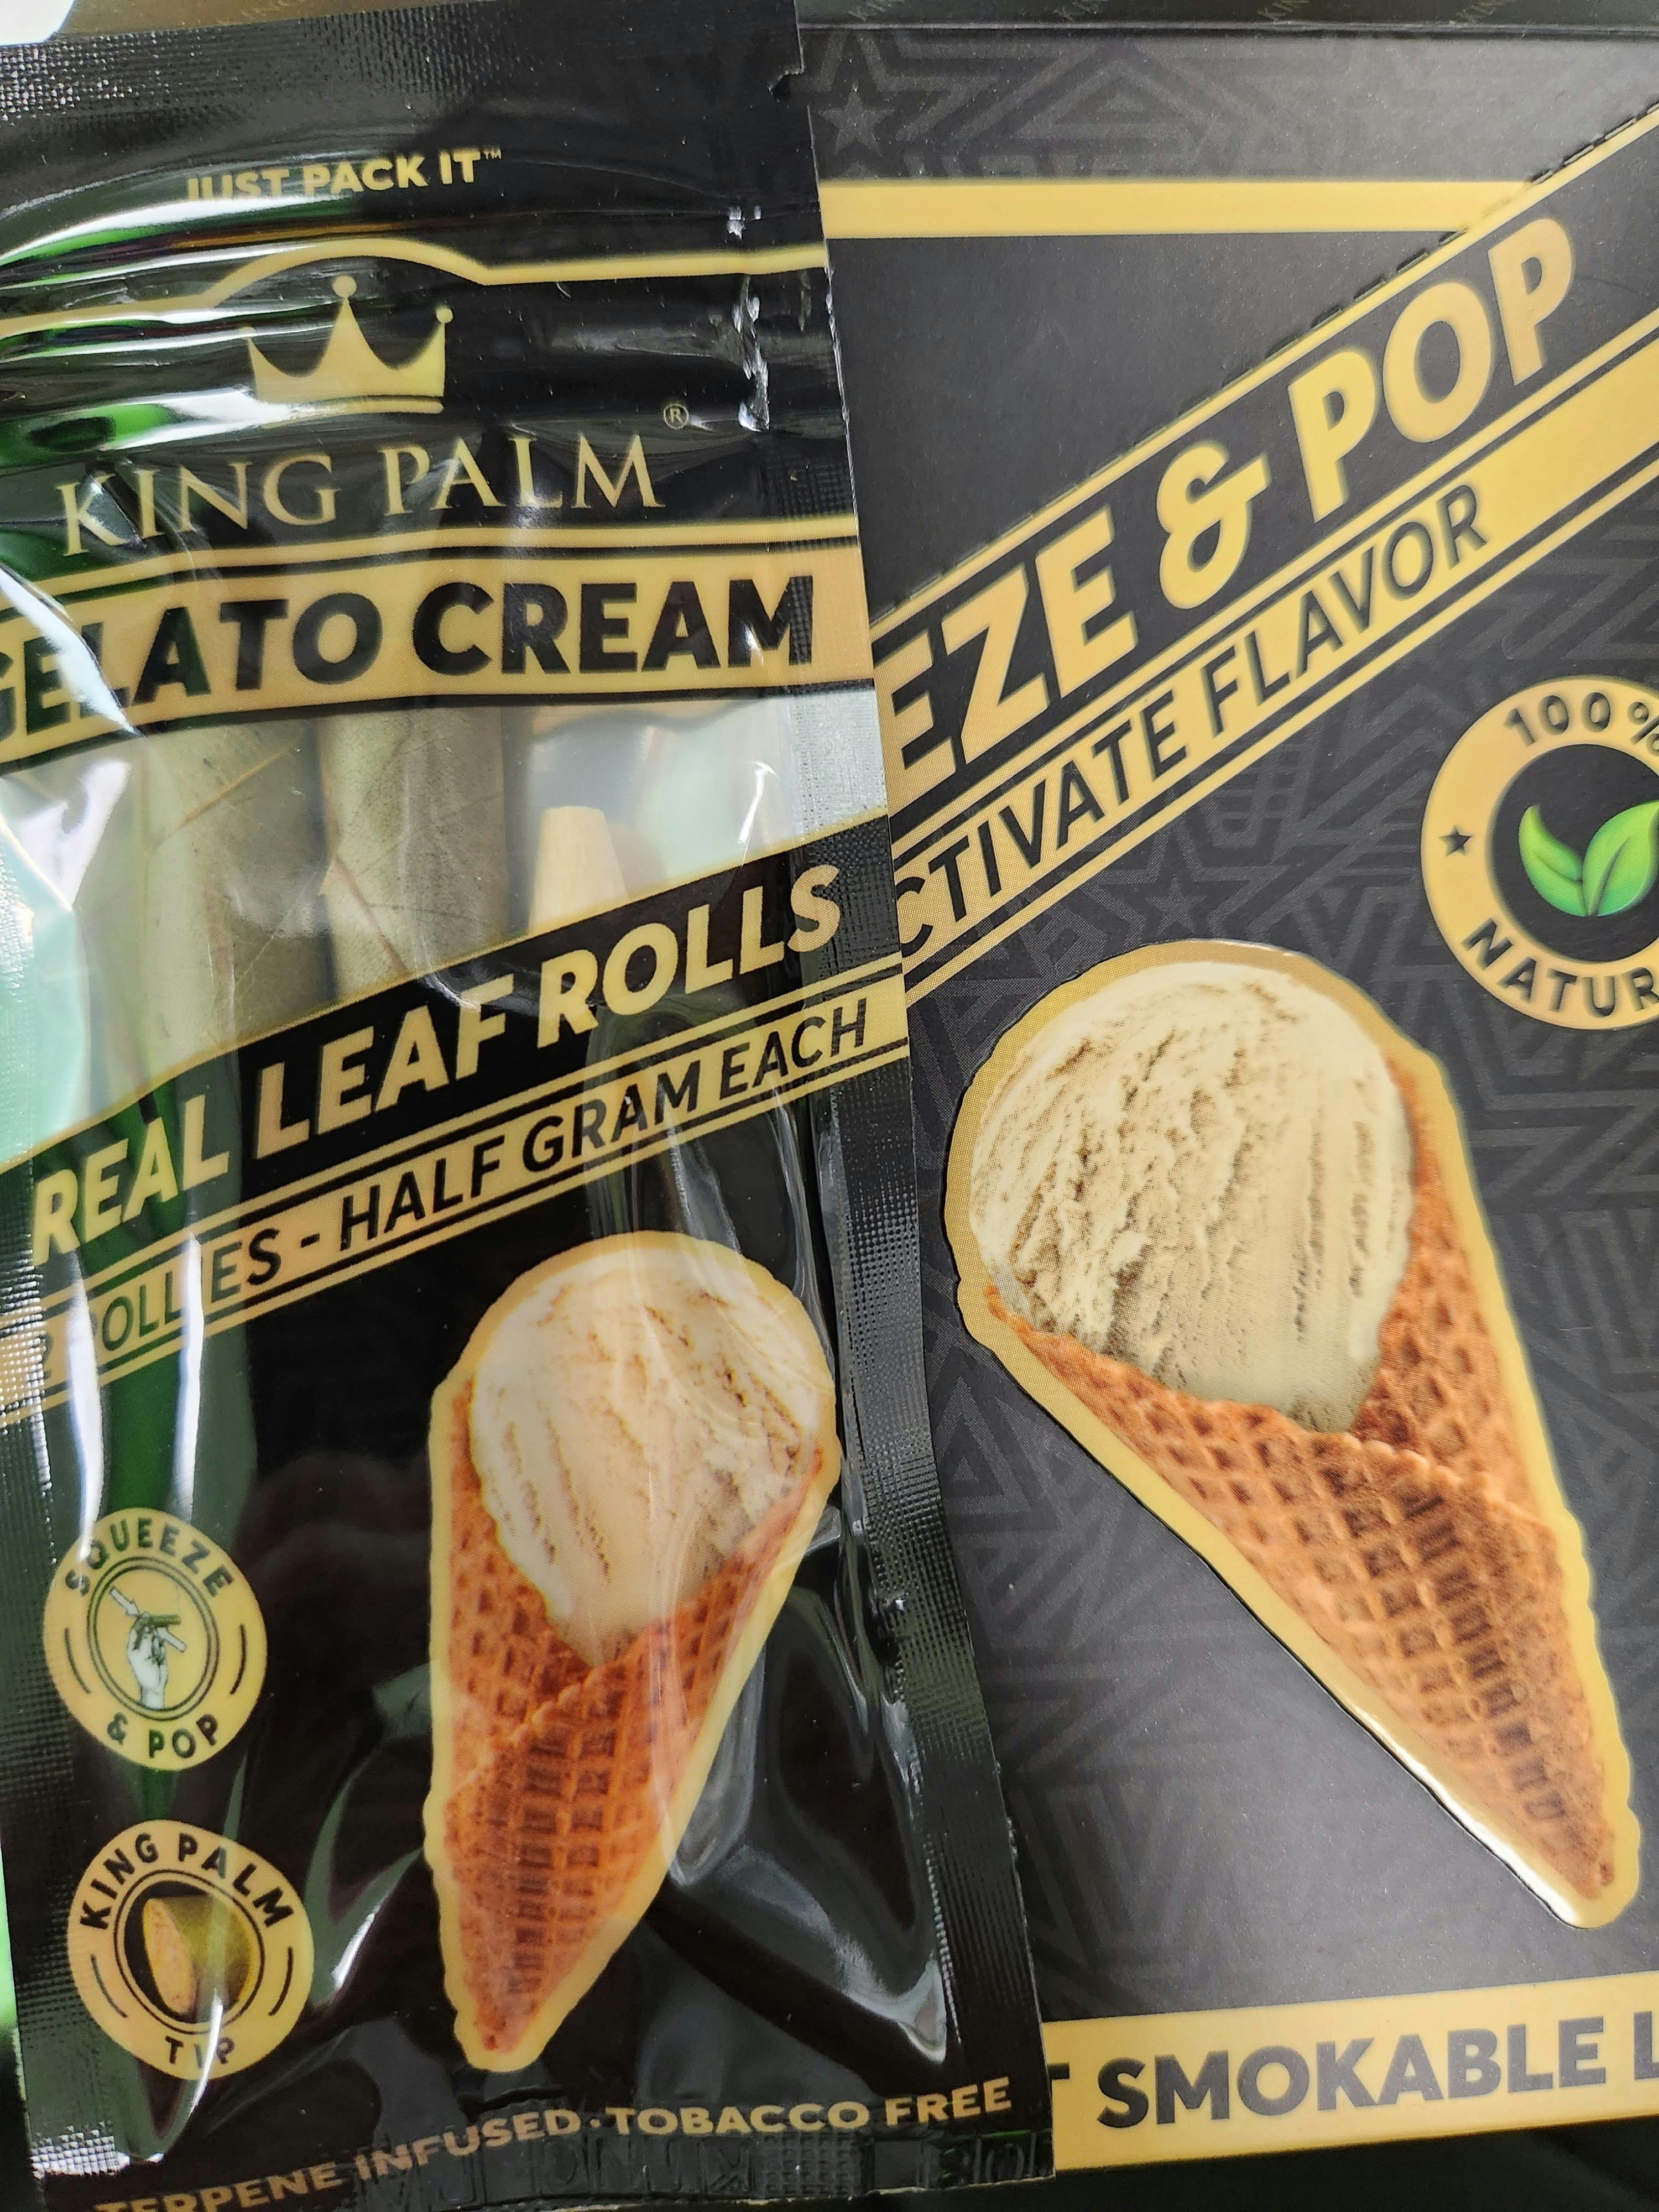 JUST PACK IT™
KING PALM®
GELATO CREAM
REAL LEAF ROLLS
2 ROLLIES - HALF GRAM EACH
SQUEEZE
& POP
KING PALM
TIP
TERPENE INFUSED · TOBACCO FREE
EZE & POP
CTIVATE FLAVOR
100%
NATUR
T SMOKABLE L